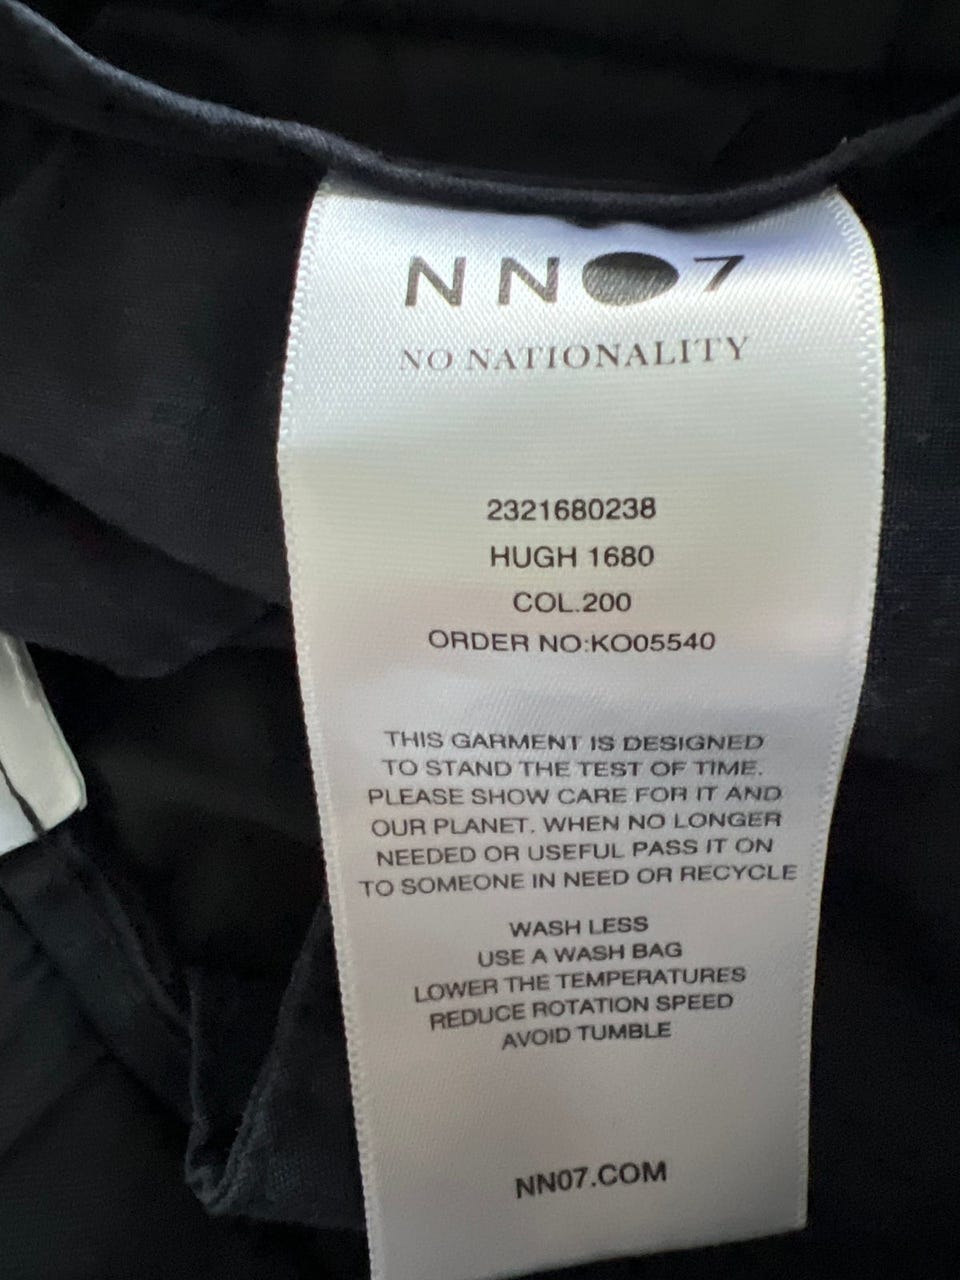 NN07
NO NATIONALITY
2321680238
HUGH 1680
COL.200
ORDER NO:KO05540
THIS GARMENT IS DESIGNED
TO STAND THE TEST OF TIME.
PLEASE SHOW CARE FOR IT AND
OUR PLANET. WHEN NO LONGER
NEEDED OR USEFUL PASS IT ON
TO SOMEONE IN NEED OR RECYCLE
WASH LESS
USE A WASH BAG
LOWER THE TEMPERATURES
REDUCE ROTATION SPEED
AVOID TUMBLE
NN07.COM